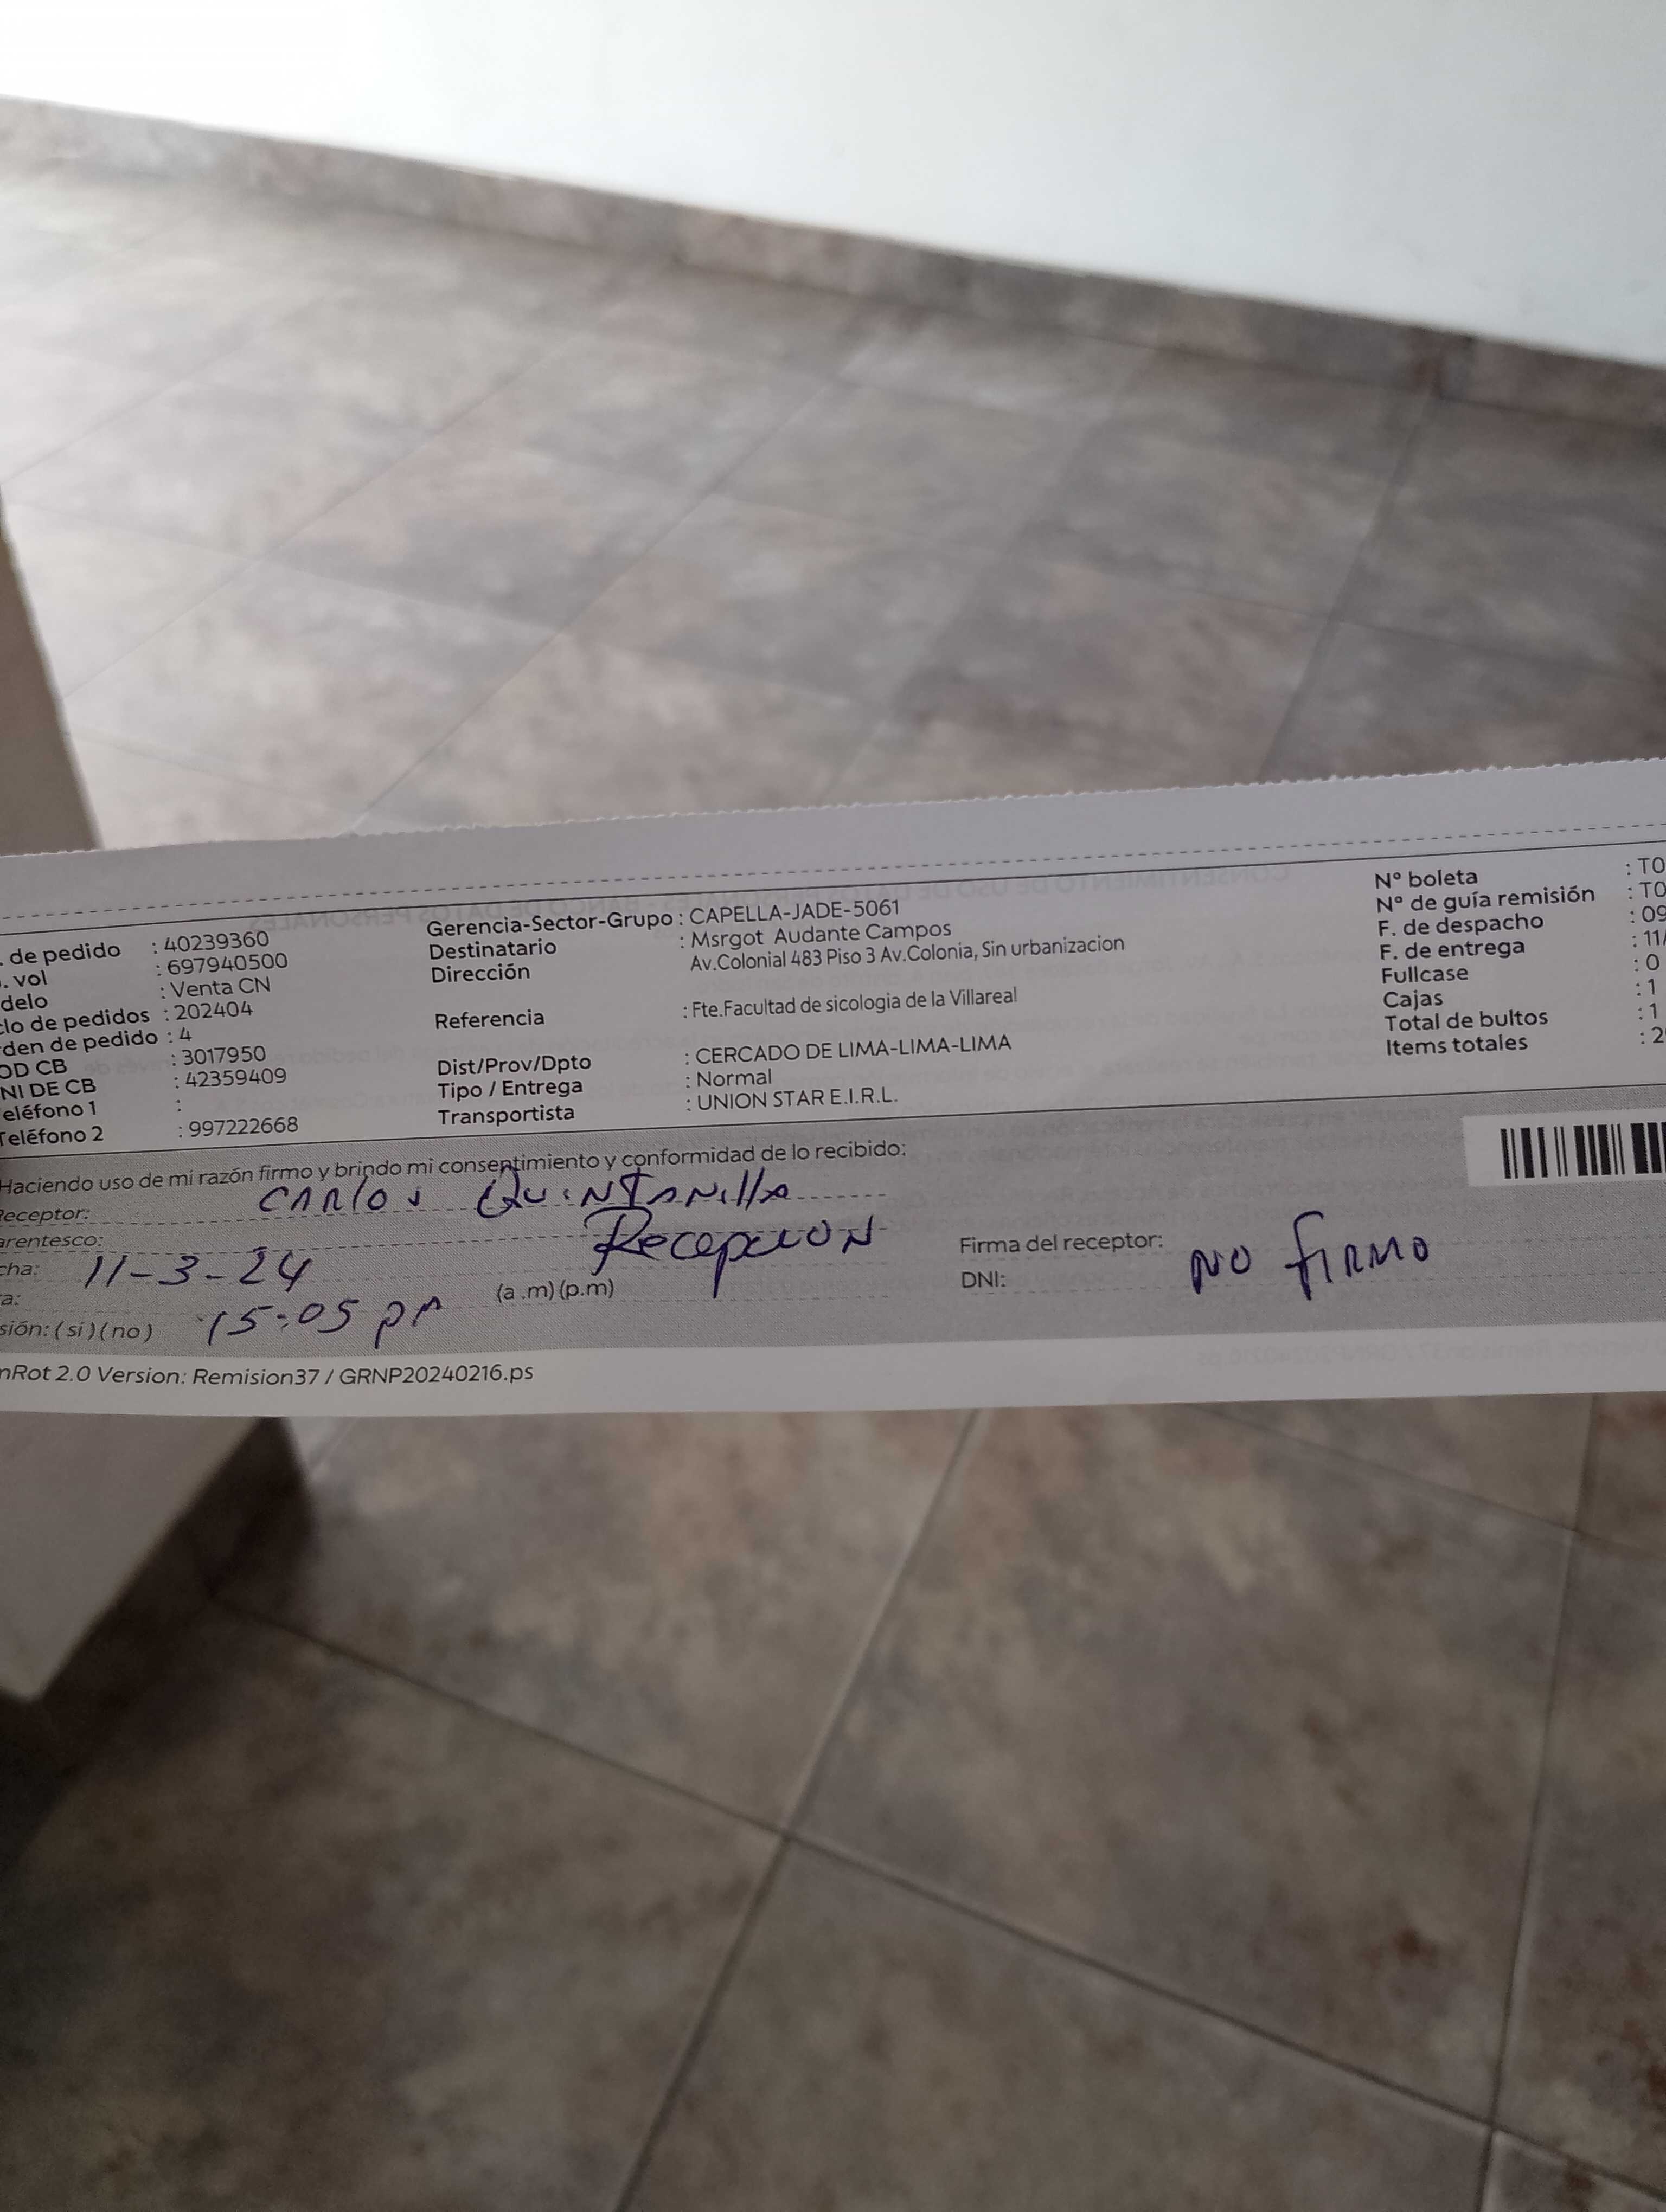 . de pedido : 40239360
. vol : 697940500
delo : Venta CN
lo de pedidos : 202404
den de pedido : 4
OD CB : 3017950
NI DE CB : 42359409
eléfono 1 :
Teléfono 2 : 997222668
Gerencia-Sector-Grupo : CAPELLA-JADE-5061
Destinatario : Msrgot Audante Campos
Dirección Av.Colonial 483 Piso 3 Av.Colonia, Sin urbanizacion
Referencia : Fte.Facultad de sicologia de la Villareal
Dist/Prov/Dpto : CERCADO DE LIMA-LIMA-LIMA
Tipo / Entrega : Normal
Transportista : UNION STAR E.I.R.L.
N° boleta : T0
N° de guía remisión : T0
F. de despacho : 09
F. de entrega : 11/
Fullcase : 0
Cajas : 1
Total de bultos : 1
Items totales : 2
Haciendo uso de mi razón firmo y brindo mi consentimiento y conformidad de lo recibido:
Receptor: CARlos QuiNTaNilla
arentesco: RecepcioN
cha: 11-3-24
a: 15:05 pm (a .m) (p.m)
sión: ( si ) ( no )
Firma del receptor: NO fiRMO
DNI:
nRot 2.0 Version: Remision37 / GRNP20240216.ps